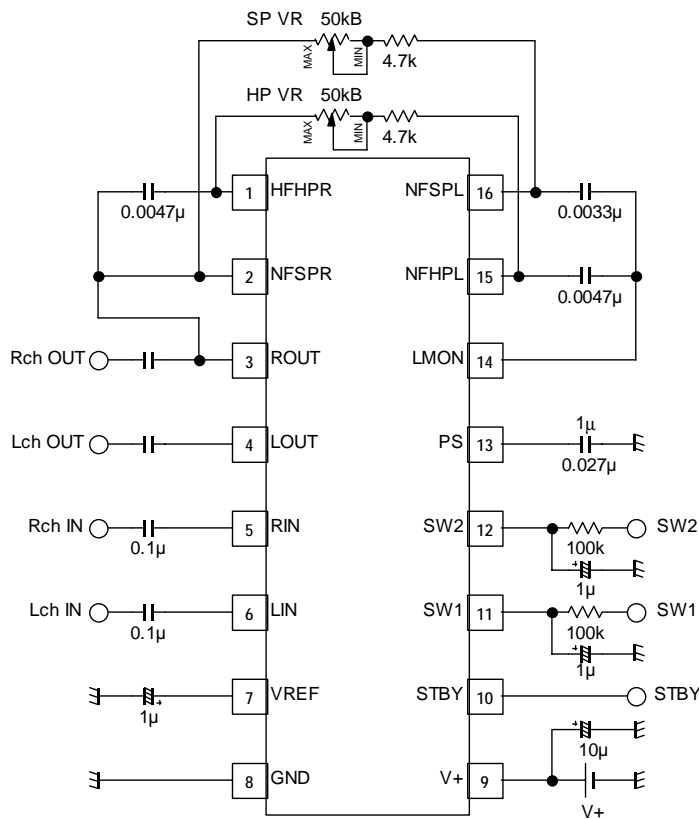 SP VR 50kB
MAX
MIN
4.7k
HP VR 50kB
MAX
MIN
4.7k
1 HFHPR NFSPL 16
0.0047μ 0.0033μ
2 NFSPR NFHPL 15
0.0047μ
Rch OUT 3 ROUT LMON 14
Lch OUT 4 LOUT PS 13
1μ
0.027μ
Rch IN 5 RIN SW2 12 SW2
0.1μ 100k
+
1μ
Lch IN 6 LIN SW1 11 SW1
0.1μ 100k
+
1μ
7 VREF STBY 10 STBY
1μ +
+
10μ
8 GND V+ 9
V+